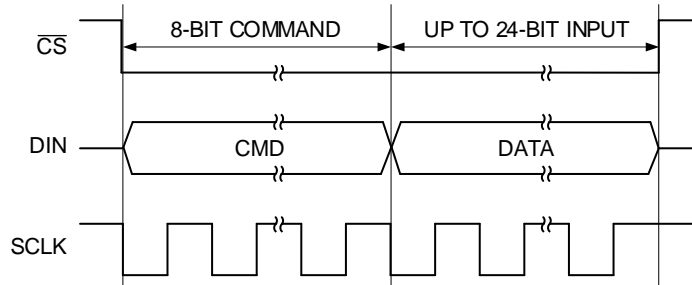 8-BIT COMMAND UP TO 24-BIT INPUT
CS
DIN CMD DATA
SCLK